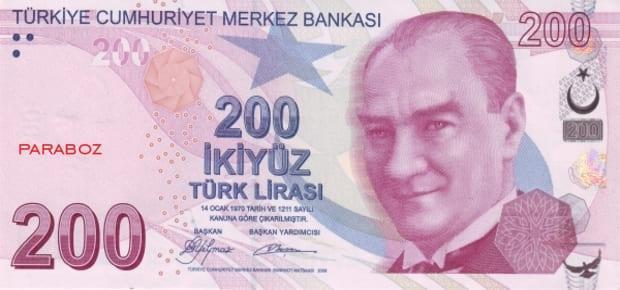 TÜRKİYE CUMHURİYET MERKEZ BANKASI
200
200
PARABOZ
200
200
İKİYÜZ
TÜRK LİRASI
14 OCAK 1970 TARİH VE 1211 SAYILI
KANUNA GÖRE ÇIKARILMIŞTIR.
BAŞKAN
BAŞKAN YARDIMCISI
200
TÜRKİYE CUMHURİYET MERKEZ BANKASI BANKNOT MATBAASI 2009